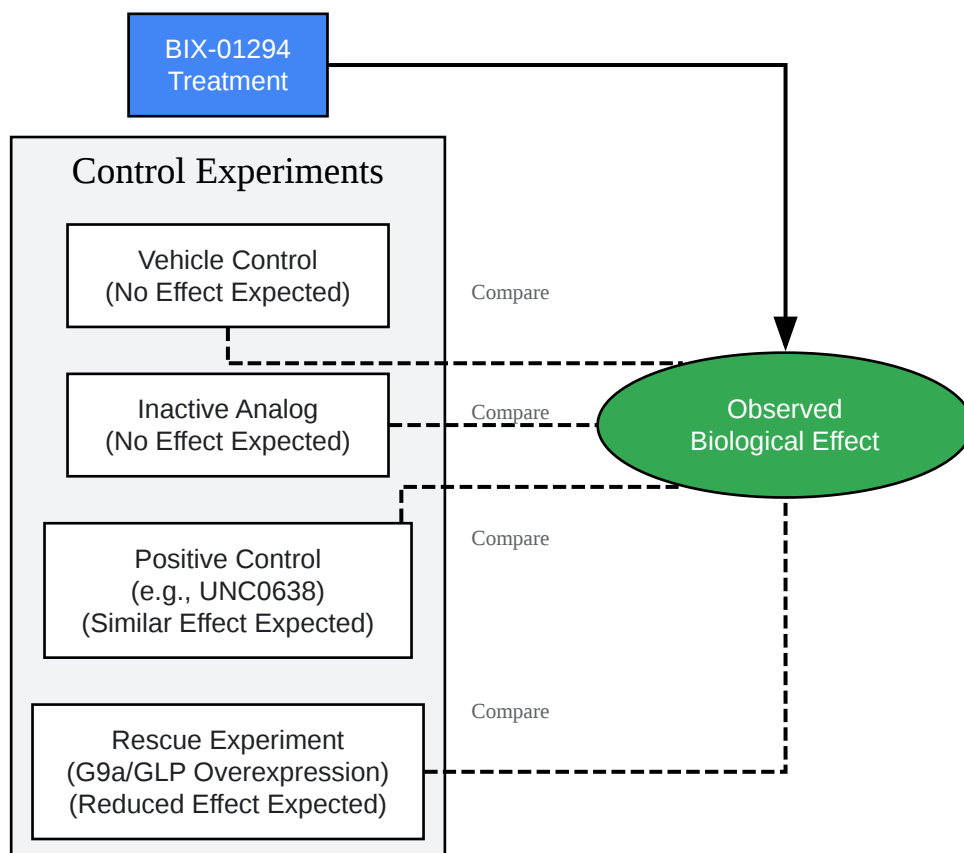 BIX-01294
Treatment
Control Experiments
Vehicle Control
(No Effect Expected)
Compare
Inactive Analog
(No Effect Expected)
Compare
Observed
Biological Effect
Positive Control
(e.g., UNC0638)
(Similar Effect Expected)
Compare
Rescue Experiment
(G9a/GLP Overexpression)
(Reduced Effect Expected)
Compare